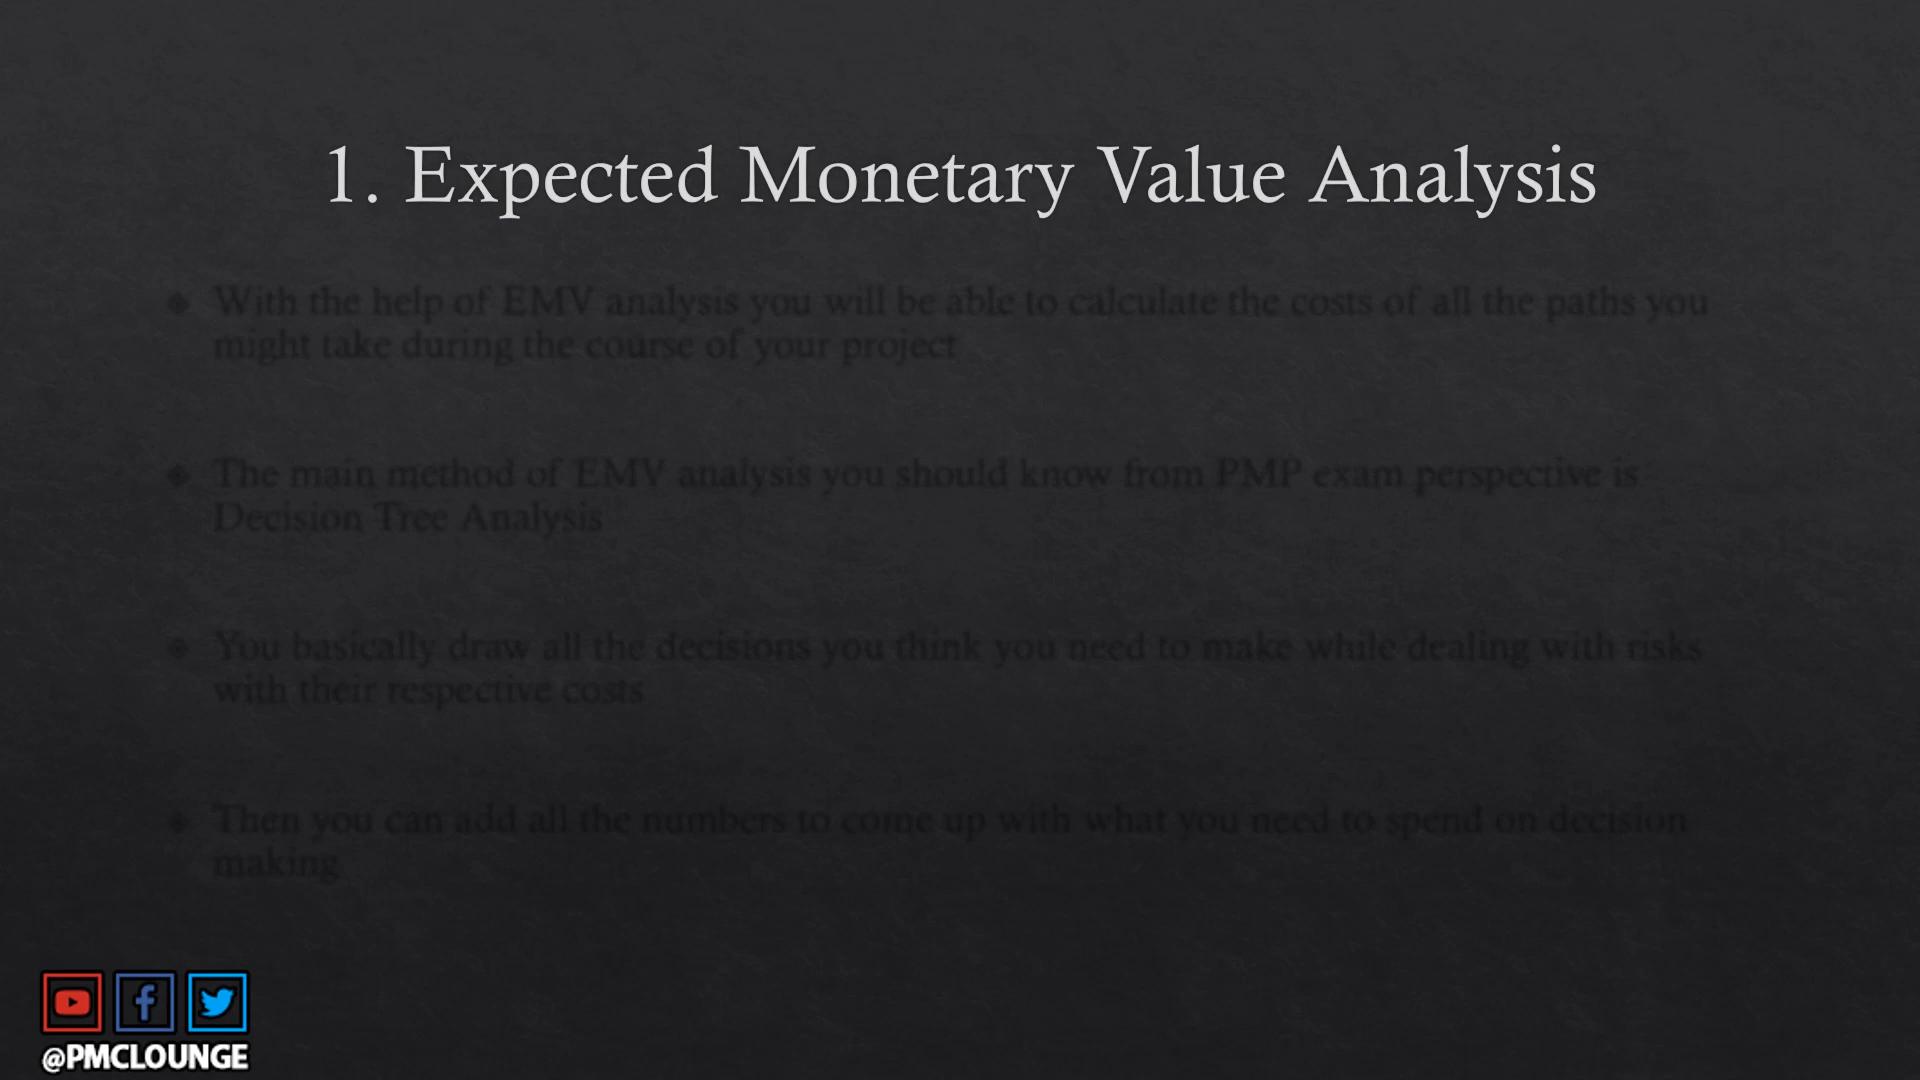 1. Expected Monetary Value Analysis
With the help of EMV analysis you will be able to calculate the costs of all the paths you
might take during the course of your project
The main method of EMV analysis you should know from PMP exam perspective is
Decision Tree Analysis
You basically draw all the decisions you think you need to make while dealing with risks
with their respective costs
Then you can add all the numbers to come up with what you need to spend on decision
making
@PMCLOUNGE